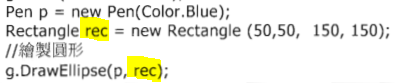 Pen p = new Pen(Color.Blue);
Rectangle rec = new Rectangle (50,50,  150, 150);
//繪製圓形
g.DrawEllipse(p, rec);